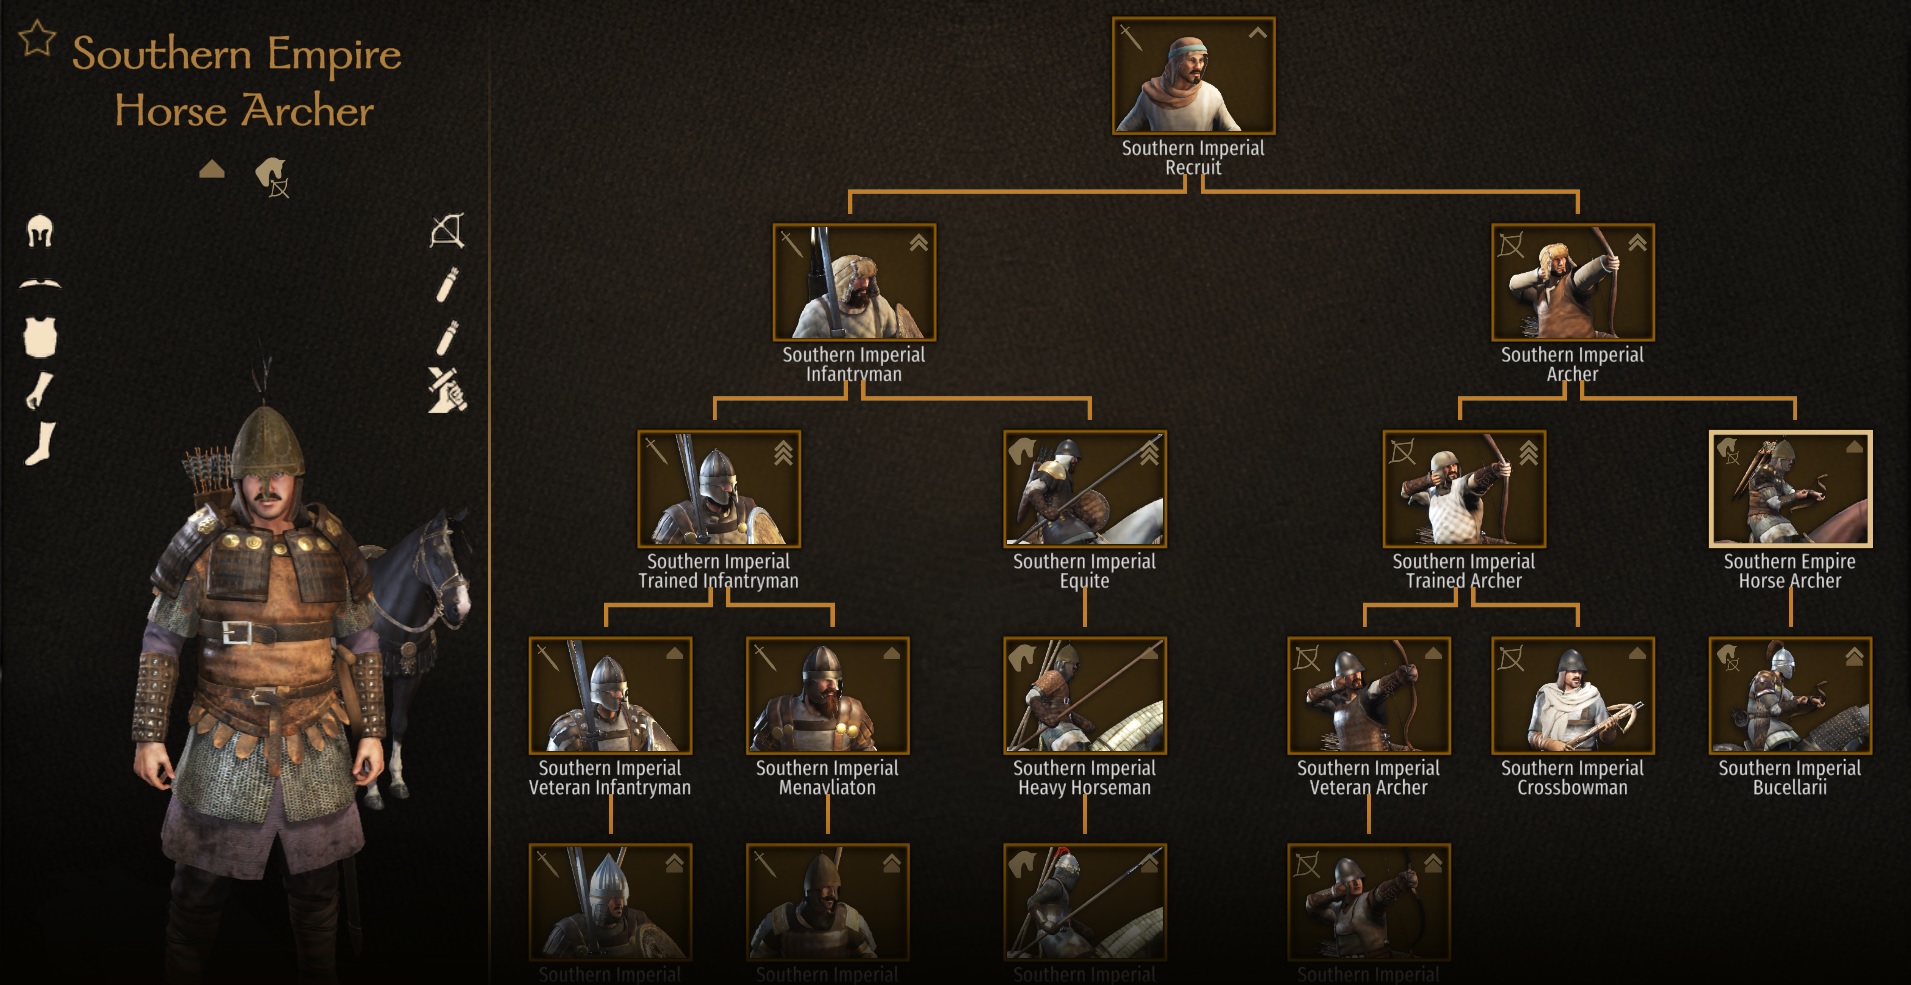 Southern Empire
Horse Archer
Southern Imperial
Recruit
Southern Imperial
Infantryman
Southern Imperial
Archer
Southern Imperial
Trained Infantryman
Southern Imperial
Equite
Southern Imperial
Trained Archer
Southern Empire
Horse Archer
Southern Imperial
Veteran Infantryman
Southern Imperial
Menavliaton
Southern Imperial
Heavy Horseman
Southern Imperial
Veteran Archer
Southern Imperial
Crossbowman
Southern Imperial
Bucellarii
Southern Imperial
Southern Imperial
Southern Imperial
Southern Imperial